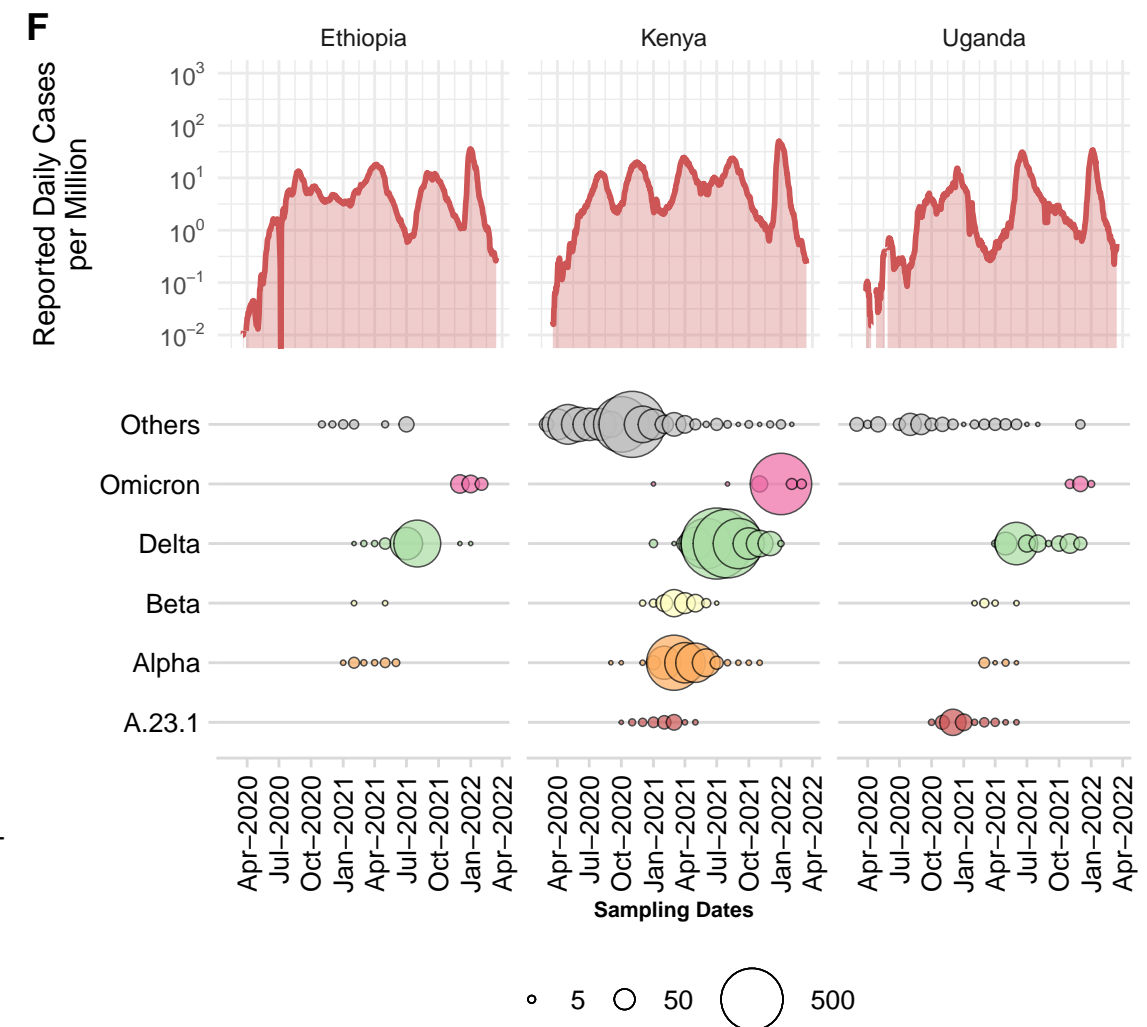 F
Ethiopia Kenya Uganda
Reported Daily Cases
per Million
10³
10²
10¹
10⁰
10⁻¹
10⁻²
Others
Omicron
Delta
Beta
Alpha
A.23.1
Apr−2020 Jul−2020 Oct−2020 Jan−2021 Apr−2021 Jul−2021 Oct−2021 Jan−2022 Apr−2022 Apr−2020 Jul−2020 Oct−2020 Jan−2021 Apr−2021 Jul−2021 Oct−2021 Jan−2022 Apr−2022 Apr−2020 Jul−2020 Oct−2020 Jan−2021 Apr−2021 Jul−2021 Oct−2021 Jan−2022 Apr−2022
Sampling Dates
5 50 500